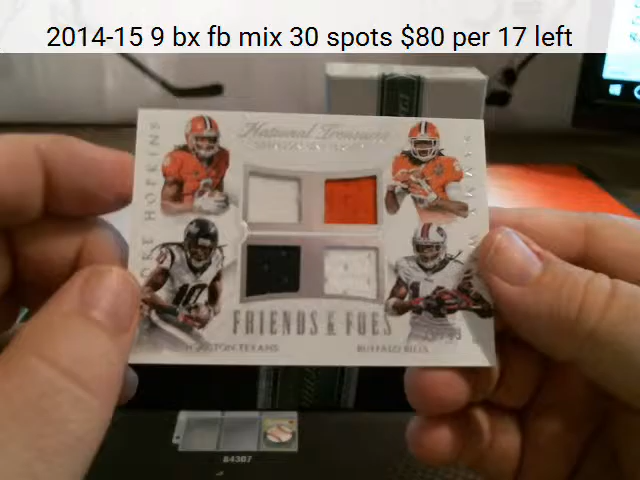 2014-15 9 bx fb mix 30 spots $80 per 17 left
National Treasures
HOPKINS
FRIENDS & FOES
HOUSTON TEXANS
BUFFALO BILLS
84307